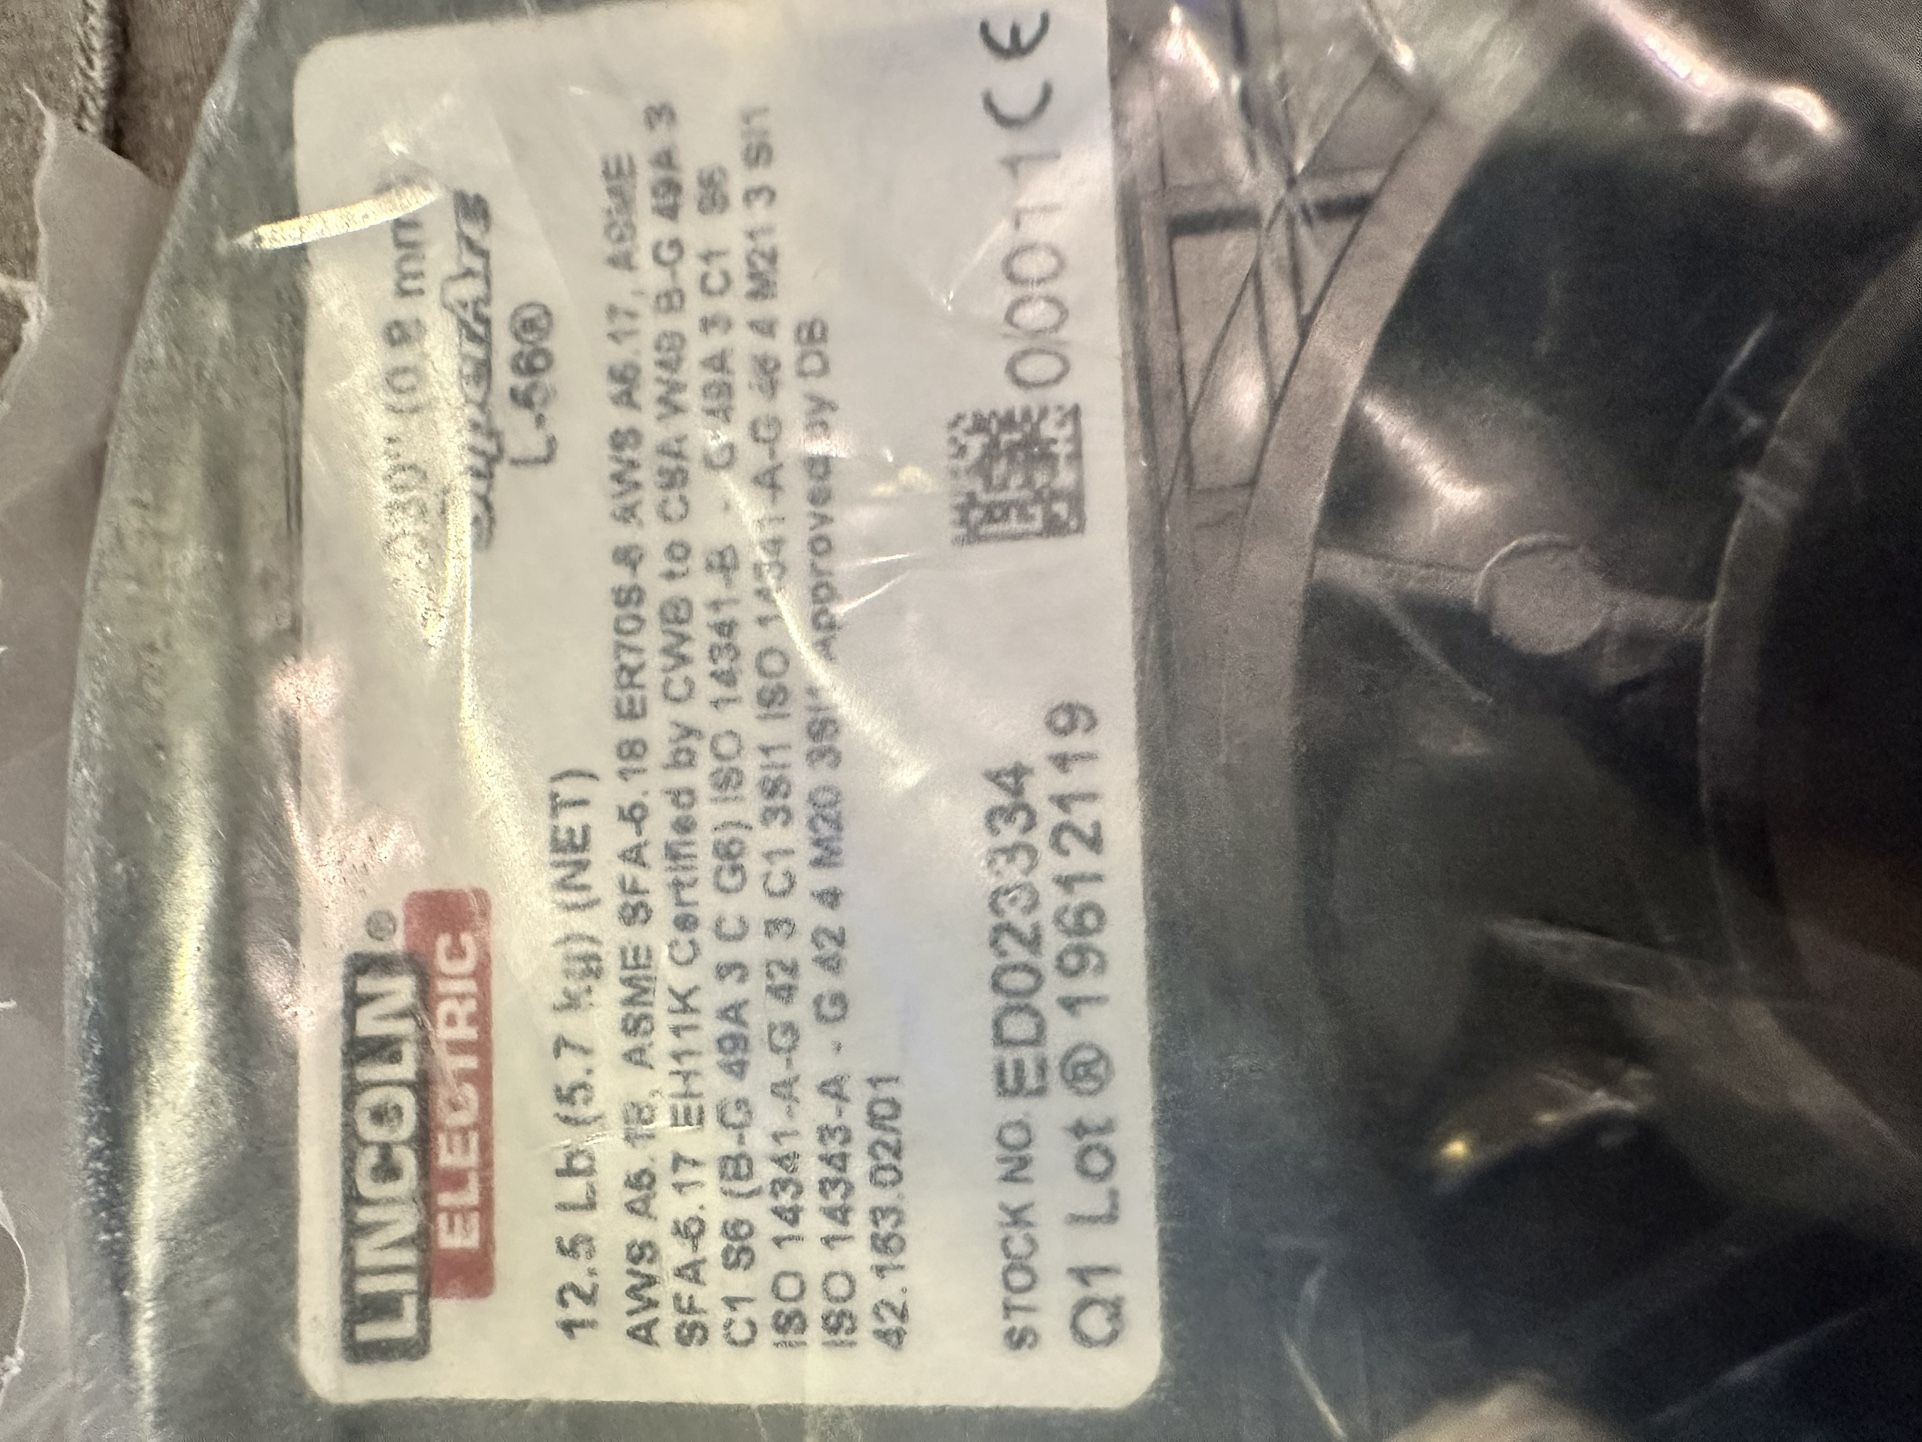 LINCOLN®
ELECTRIC
.030" (0.8 mm)
SuperArc
L-56®
12.5 Lb (5.7 kg) (NET)
AWS A5.18, ASME SFA-5.18 ER70S-6 AWS A5.17, ASME
SFA-5.17 EH11K Certified by CWB to CSA W48 B-G 49A 3
C1 S6 (B-G 49A 3 C G6) ISO 14341-B - G 49A 3 C1 S6
ISO 14341-A-G 42 3 C1 3Si1 ISO 14341-A-G 46 4 M21 3 Si1
ISO 14343-A - G 42 4 M20 3Si1 Approved by DB
42.163.02/01
STOCK NO. ED023334
Q1 Lot ® 19612119
00011 CE